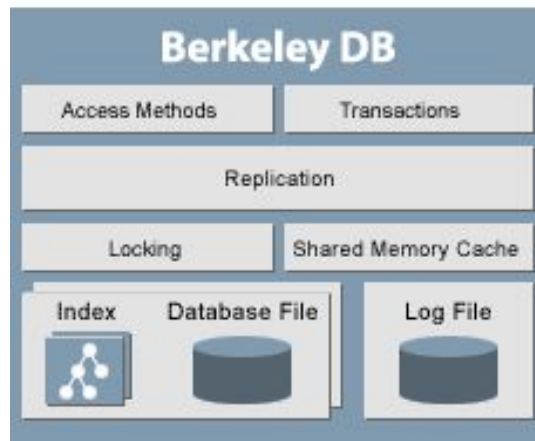 Berkeley DB
Access Methods Transactions
Replication
Locking Shared Memory Cache
Index Database File Log File